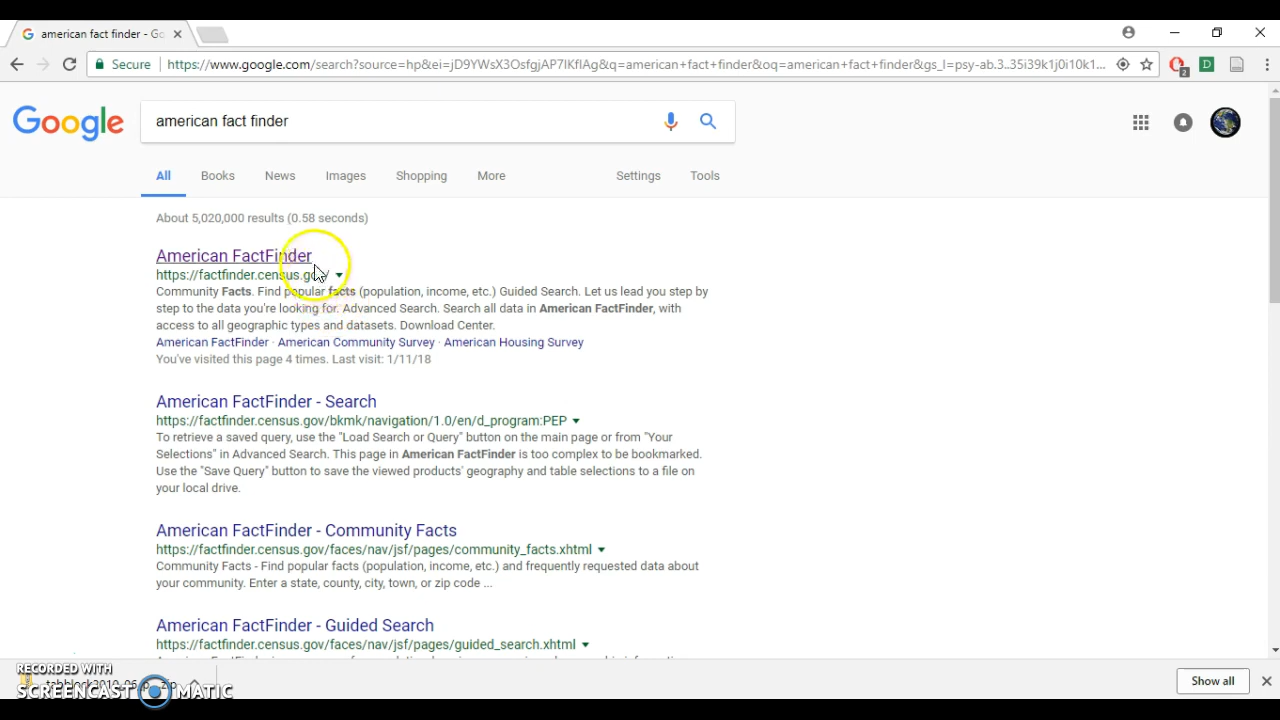 american fact finder - Go
Secure https://www.google.com/search?source=hp&ei=jD9YWsX3OsfgjAP7IKfIAg&q=american+fact+finder&oq=american+fact+finder&gs_l=psy-ab.3..35i39k1j0i10k1...
2
Google
american fact finder
All Books News Images Shopping More Settings Tools
About 5,020,000 results (0.58 seconds)
American FactFinder
https://factfinder.census.gov/
Community Facts. Find popular facts (population, income, etc.) Guided Search. Let us lead you step by
step to the data you're looking for. Advanced Search. Search all data in American FactFinder, with
access to all geographic types and datasets. Download Center.
American FactFinder · American Community Survey · American Housing Survey
You've visited this page 4 times. Last visit: 1/11/18
American FactFinder - Search
https://factfinder.census.gov/bkmk/navigation/1.0/en/d_program:PEP
To retrieve a saved query, use the "Load Search or Query" button on the main page or from "Your
Selections" in Advanced Search. This page in American FactFinder is too complex to be bookmarked.
Use the "Save Query" button to save the viewed products' geography and table selections to a file on
your local drive.
American FactFinder - Community Facts
https://factfinder.census.gov/faces/nav/jsf/pages/community_facts.xhtml
Community Facts - Find popular facts (population, income, etc.) and frequently requested data about
your community. Enter a state, county, city, town, or zip code ...
American FactFinder - Guided Search
https://factfinder.census.gov/faces/nav/jsf/pages/guided_search.xhtml
RECORDED WITH
SCREENCAST MATIC
Show all